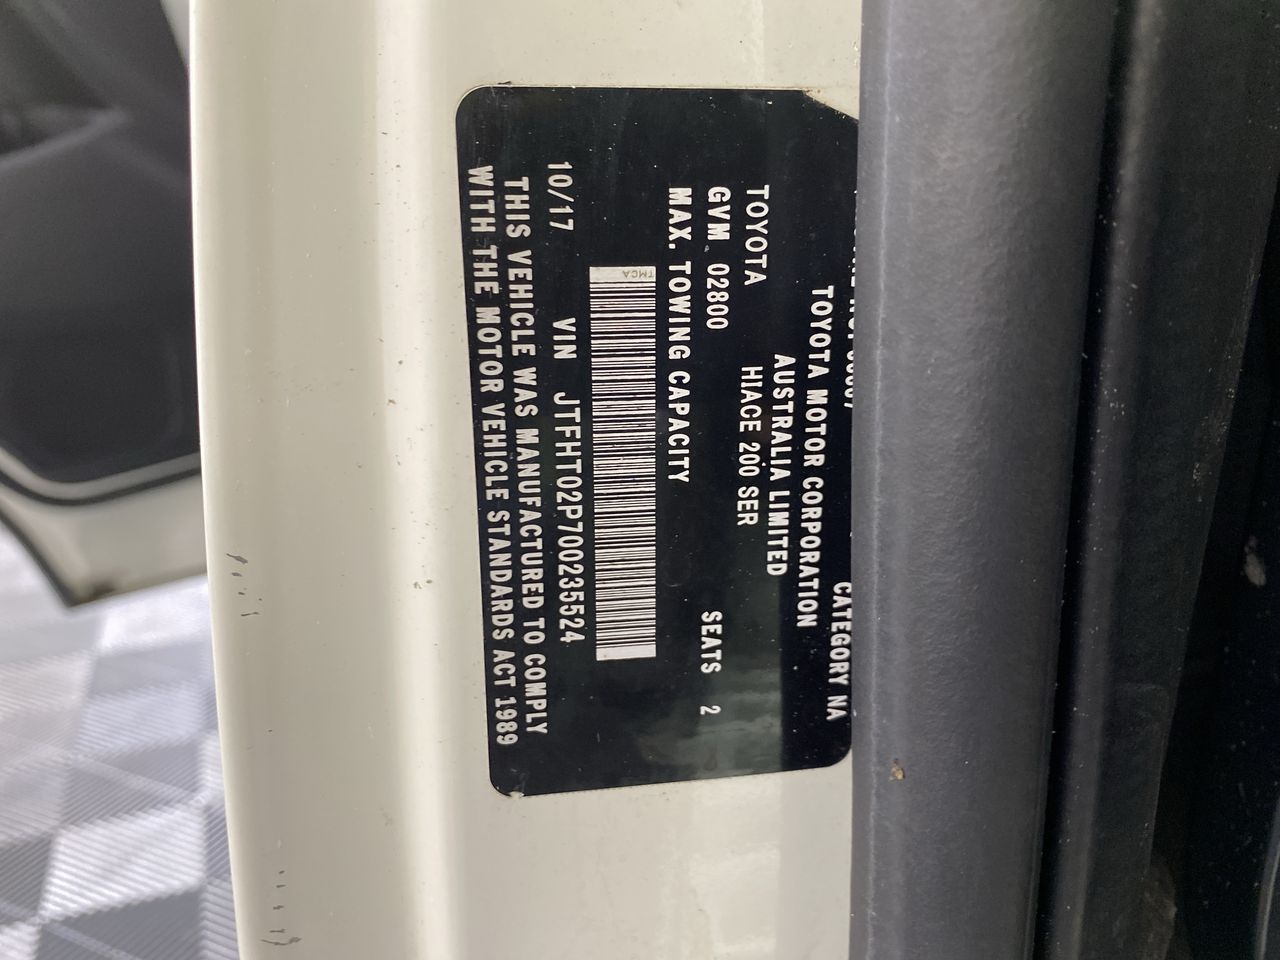 CATEGORY NA
TOYOTA MOTOR CORPORATION
AUSTRALIA LIMITED
TOYOTA HIACE 200 SER
GVM 02800 SEATS 2
MAX. TOWING CAPACITY
TMCA
10/17 VIN JTFHT02P700235524
THIS VEHICLE WAS MANUFACTURED TO COMPLY
WITH THE MOTOR VEHICLE STANDARDS ACT 1989